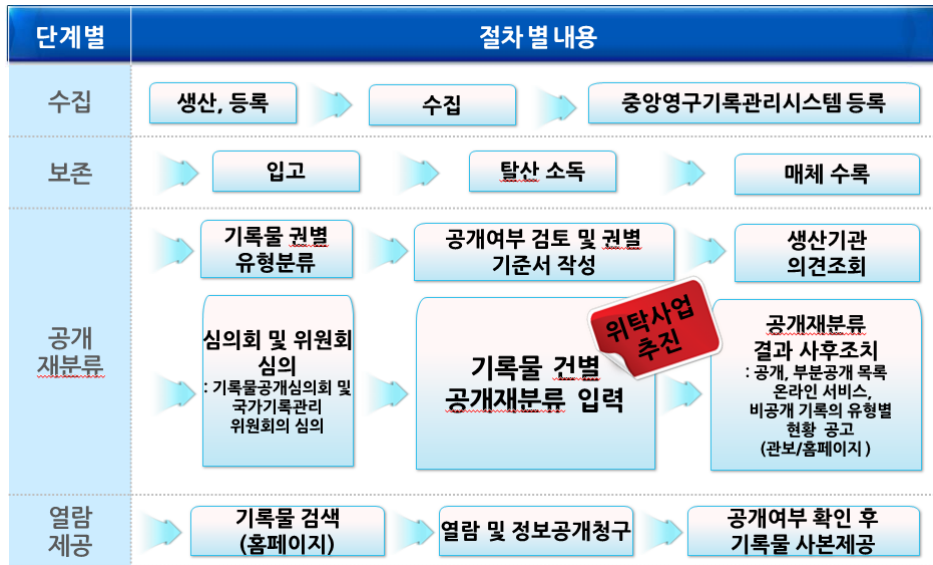 단계별
절차 별 내용
수집
생산, 등록
수집
중앙영구기록관리시스템 등록
보존
입고
탈산 소독
매체 수록
공개
재분류
기록물 권별
유형분류
공개여부 검토 및 권별
기준서 작성
생산기관
의견조회
심의회 및 위원회
심의
: 기록물공개심의회 및
국가기록관리
위원회의 심의
기록물 건별
공개재분류 입력
위탁사업
추진
공개재분류
결과 사후조치
: 공개, 부분공개 목록
온라인 서비스,
비공개 기록의 유형별
현황 공고
(관보/홈페이지)
열람
제공
기록물 검색
(홈페이지)
열람 및 정보공개청구
공개여부 확인 후
기록물 사본제공